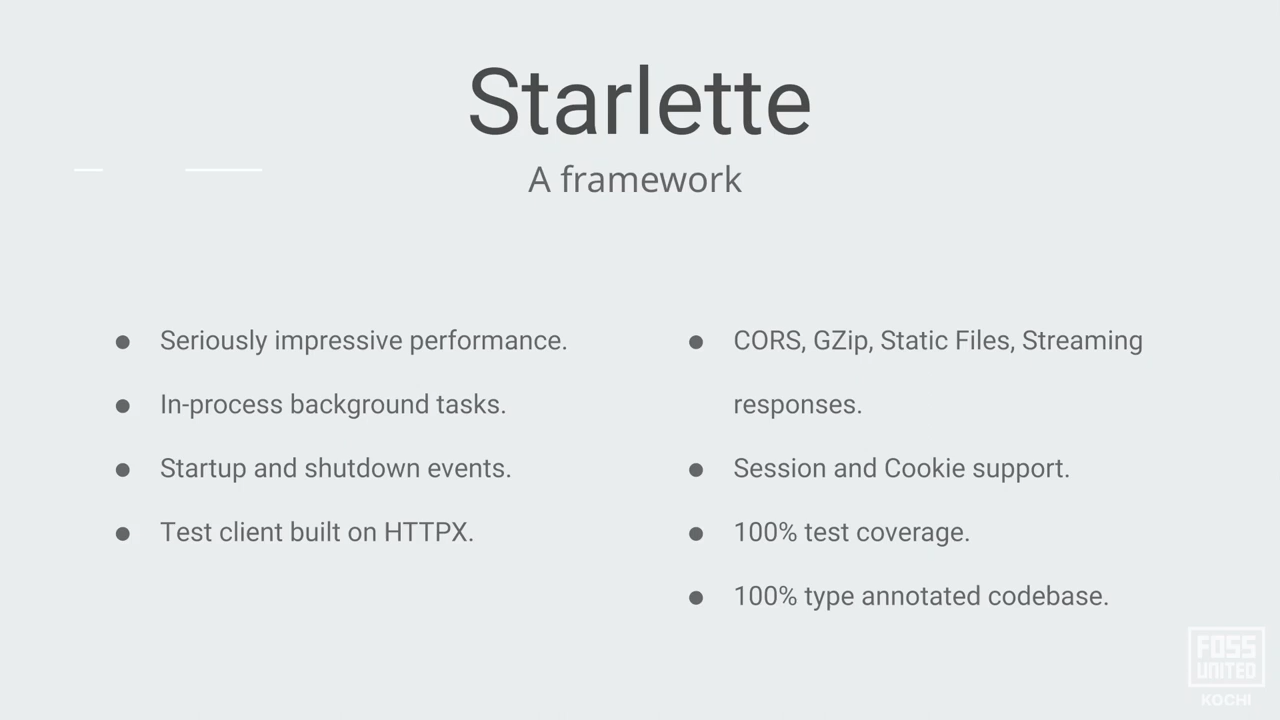 Starlette
A framework
● Seriously impressive performance.
● In-process background tasks.
● Startup and shutdown events.
● Test client built on HTTPX.
● CORS, GZip, Static Files, Streaming
responses.
● Session and Cookie support.
● 100% test coverage.
● 100% type annotated codebase.
FOSS
UNITED
KOCHI